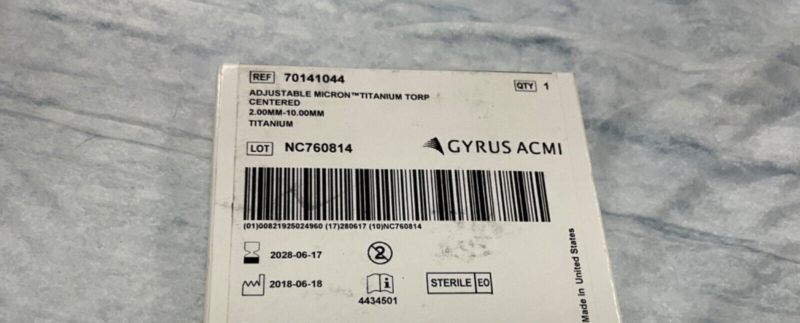 REF 70141044
QTY 1
ADJUSTABLE MICRON™ TITANIUM TORP
CENTERED
2.00MM-10.00MM
TITANIUM
LOT NC760814
GYRUS ACMI
(01)00821925024960 (17)280617 (10)NC760814
2028-06-17
2
2018-06-18
i
4434501
STERILE EO
Made In United States